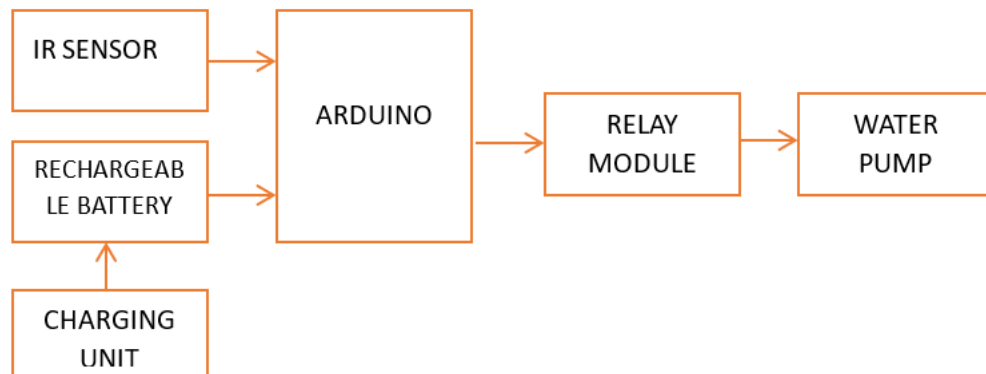 IR SENSOR
ARDUINO
RELAY
MODULE
WATER
PUMP
RECHARGEAB
LE BATTERY
CHARGING
UNIT